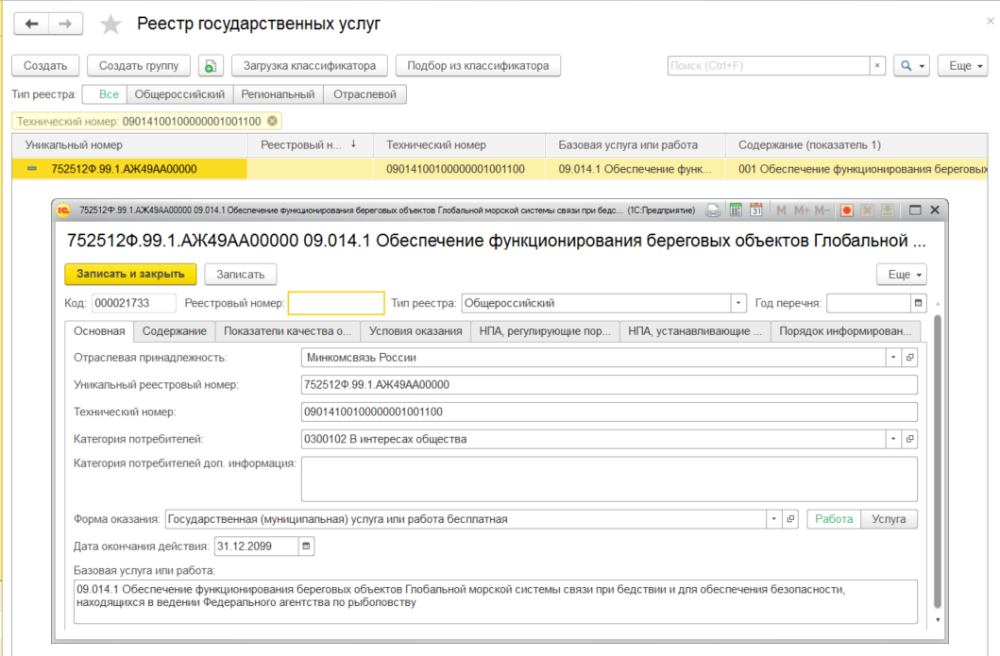 Реестр государственных услуг
Создать Создать группу Загрузка классификатора Подбор из классификатора Поиск (Ctrl+F) × Еще
Тип реестра: Все Общероссийский Региональный Отраслевой
Технический номер: 09014100100000001001100
Уникальный номер Реестровый н... ↓ Технический номер Базовая услуга или работа Содержание (показатель 1)
752512Ф.99.1.АЖ49АА00000 09014100100000001001100 09.014.1 Обеспечение функ... 001 Обеспечение функционирования береговых
1С 752512Ф.99.1.АЖ49АА00000 09.014.1 Обеспечение функционирования береговых объектов Глобальной морской системы связи при бедс... (1С:Предприятие) 31 M M+ M-
752512Ф.99.1.АЖ49АА00000 09.014.1 Обеспечение функционирования береговых объектов Глобальной ...
Записать и закрыть Записать Еще
Код: 000021733 Реестровый номер: Тип реестра: Общероссийский Год перечня:
Основная Содержание Показатели качества о... Условия оказания НПА, регулирующие пор... НПА, устанавливающие ... Порядок информирован...
Отраслевая принадлежность: Минкомсвязь России
Уникальный реестровый номер: 752512Ф.99.1.АЖ49АА00000
Технический номер: 09014100100000001001100
Категория потребителей: 0300102 В интересах общества
Категория потребителей доп. информация:
Форма оказания: Государственная (муниципальная) услуга или работа бесплатная Работа Услуга
Дата окончания действия: 31.12.2099
Базовая услуга или работа:
09.014.1 Обеспечение функционирования береговых объектов Глобальной морской системы связи при бедствии и для обеспечения безопасности,
находящихся в ведении Федерального агентства по рыболовству